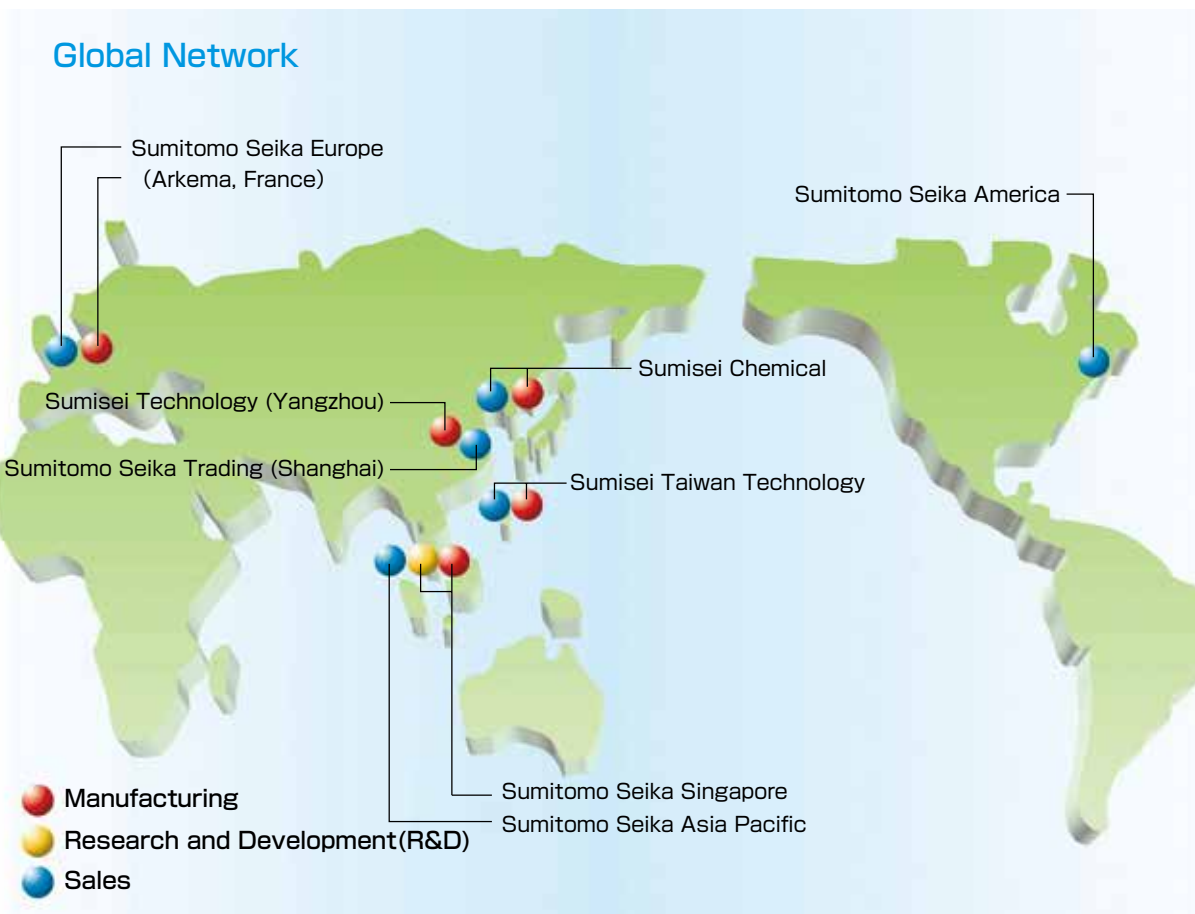 Global Network
Sumitomo Seika Europe
(Arkema, France)
Sumitomo Seika America
Sumisei Chemical
Sumisei Technology (Yangzhou)
Sumitomo Seika Trading (Shanghai)
Sumisei Taiwan Technology
Sumitomo Seika Singapore
Sumitomo Seika Asia Pacific
Manufacturing
Research and Development(R&D)
Sales